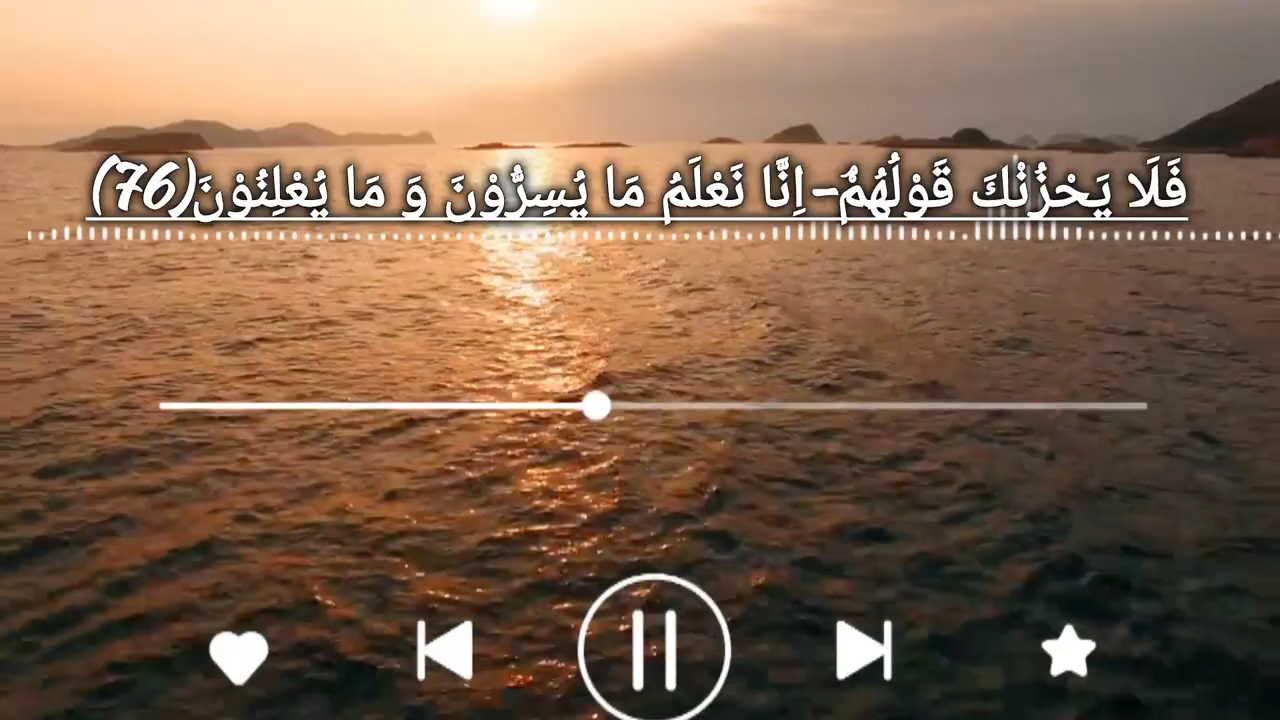 فَلَا یَحْزُنْكَ قَوْلُهُمْۘ-اِنَّا نَعْلَمُ مَا یُسِرُّوْنَ وَ مَا یُعْلِنُوْنَ(76)